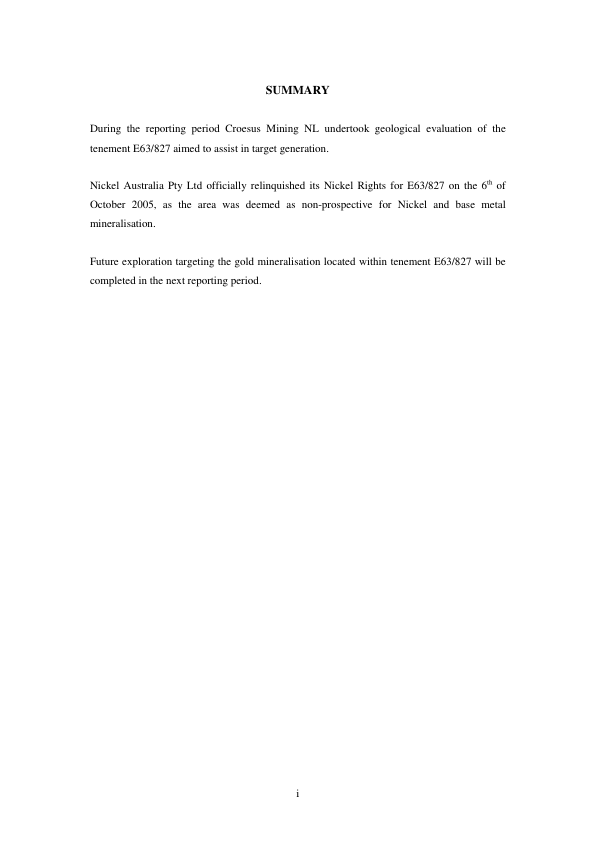 SUMMARY
During the reporting period Croesus Mining NL undertook geological evaluation of the
tenement E63/827 aimed to assist in target generation.
Nickel Australia Pty Ltd officially relinquished its Nickel Rights for E63/827 on the 6th of
October 2005, as the area was deemed as non-prospective for Nickel and base metal
mineralisation.
Future exploration targeting the gold mineralisation located within tenement E63/827 will be
completed in the next reporting period.
i